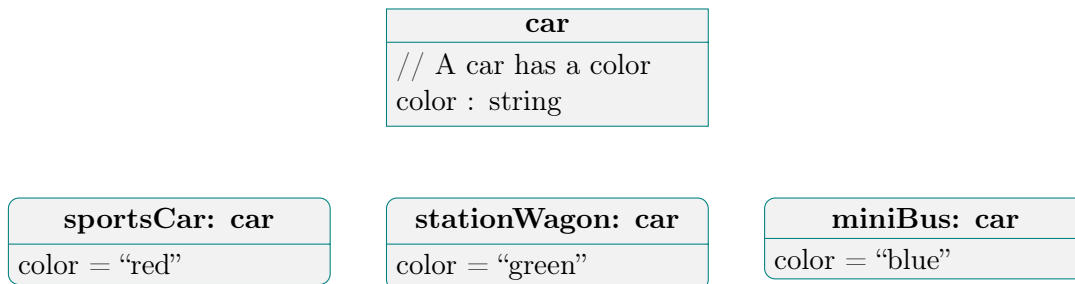 car
// A car has a color
color : string
sportsCar: car
color = “red”
stationWagon: car
color = “green”
miniBus: car
color = “blue”